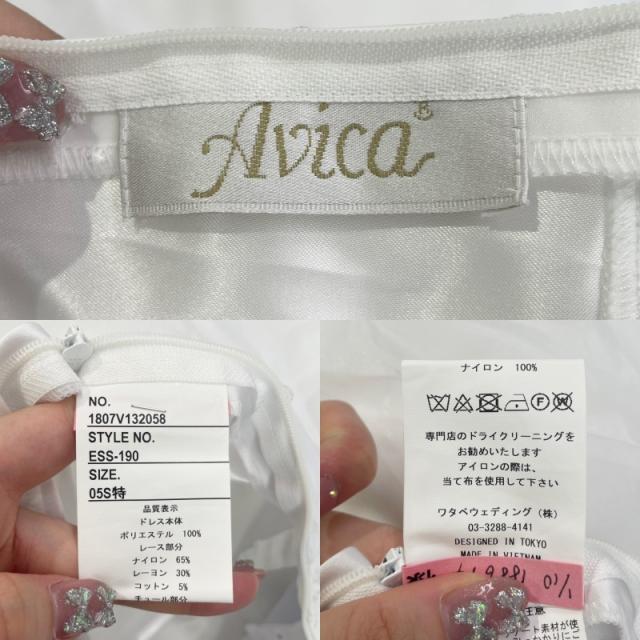 Avica®
NO.
1807V132058
STYLE NO.
ESS-190
SIZE.
05S特
品質表示
ドレス本体
ポリエステル 100%
レース部分
ナイロン 65%
レーヨン 30%
コットン 5%
チュール部分
ナイロン 100%
専門店のドライクリーニングを
お勧めいたします
アイロンの際は、
当て布を使用して下さい。
ワタベウェディング（株）
03-3288-4141
DESIGNED IN TOKYO
MADE IN VIETNAM